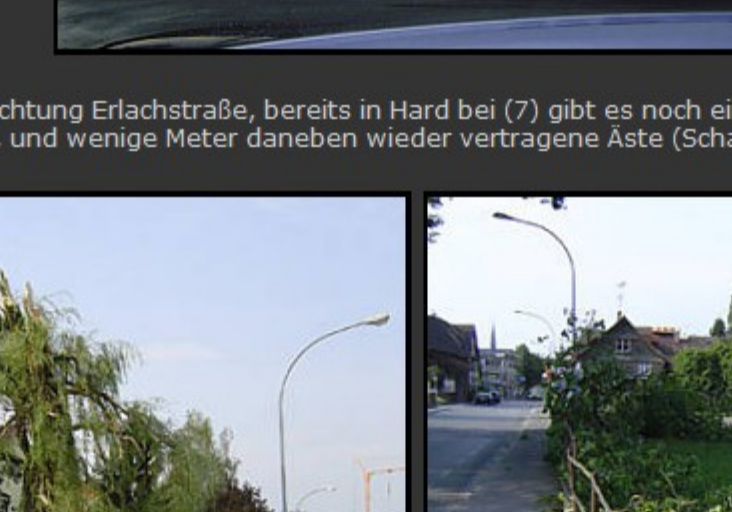 chtung Erlachstraße, bereits in Hard bei (7) gibt es noch ei
und wenige Meter daneben wieder vertragene Äste (Scha